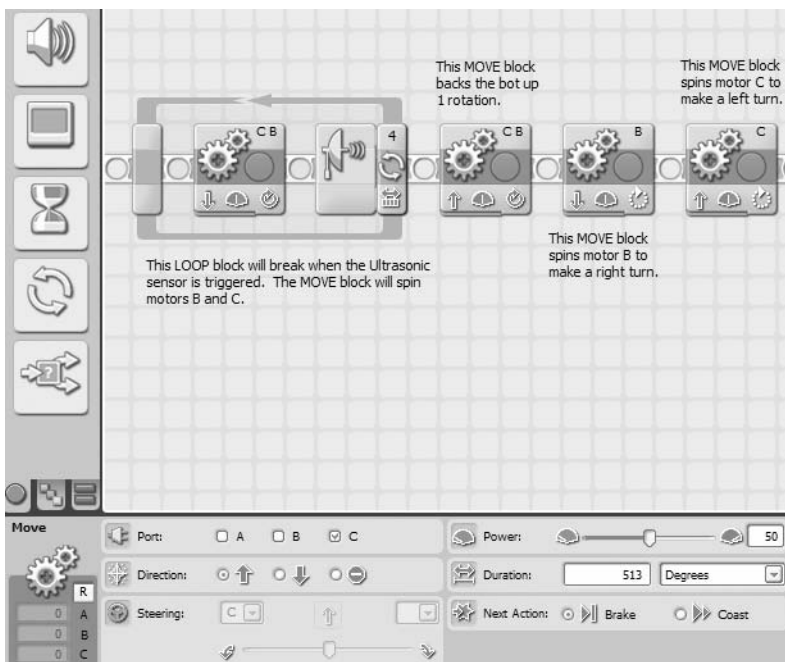 This MOVE block
backs the bot up
1 rotation.
This MOVE block
spins motor C to
make a left turn.
C B
4
C B
B
C
This LOOP block will break when the Ultrasonic
sensor is triggered. The MOVE block will spin
motors B and C.
This MOVE block
spins motor B to
make a right turn.
?
Move
R
0 A
0 B
0 C
Port: A B C
Direction:
Steering: C
Power: 50
Duration: 513 Degrees
Next Action: Brake Coast